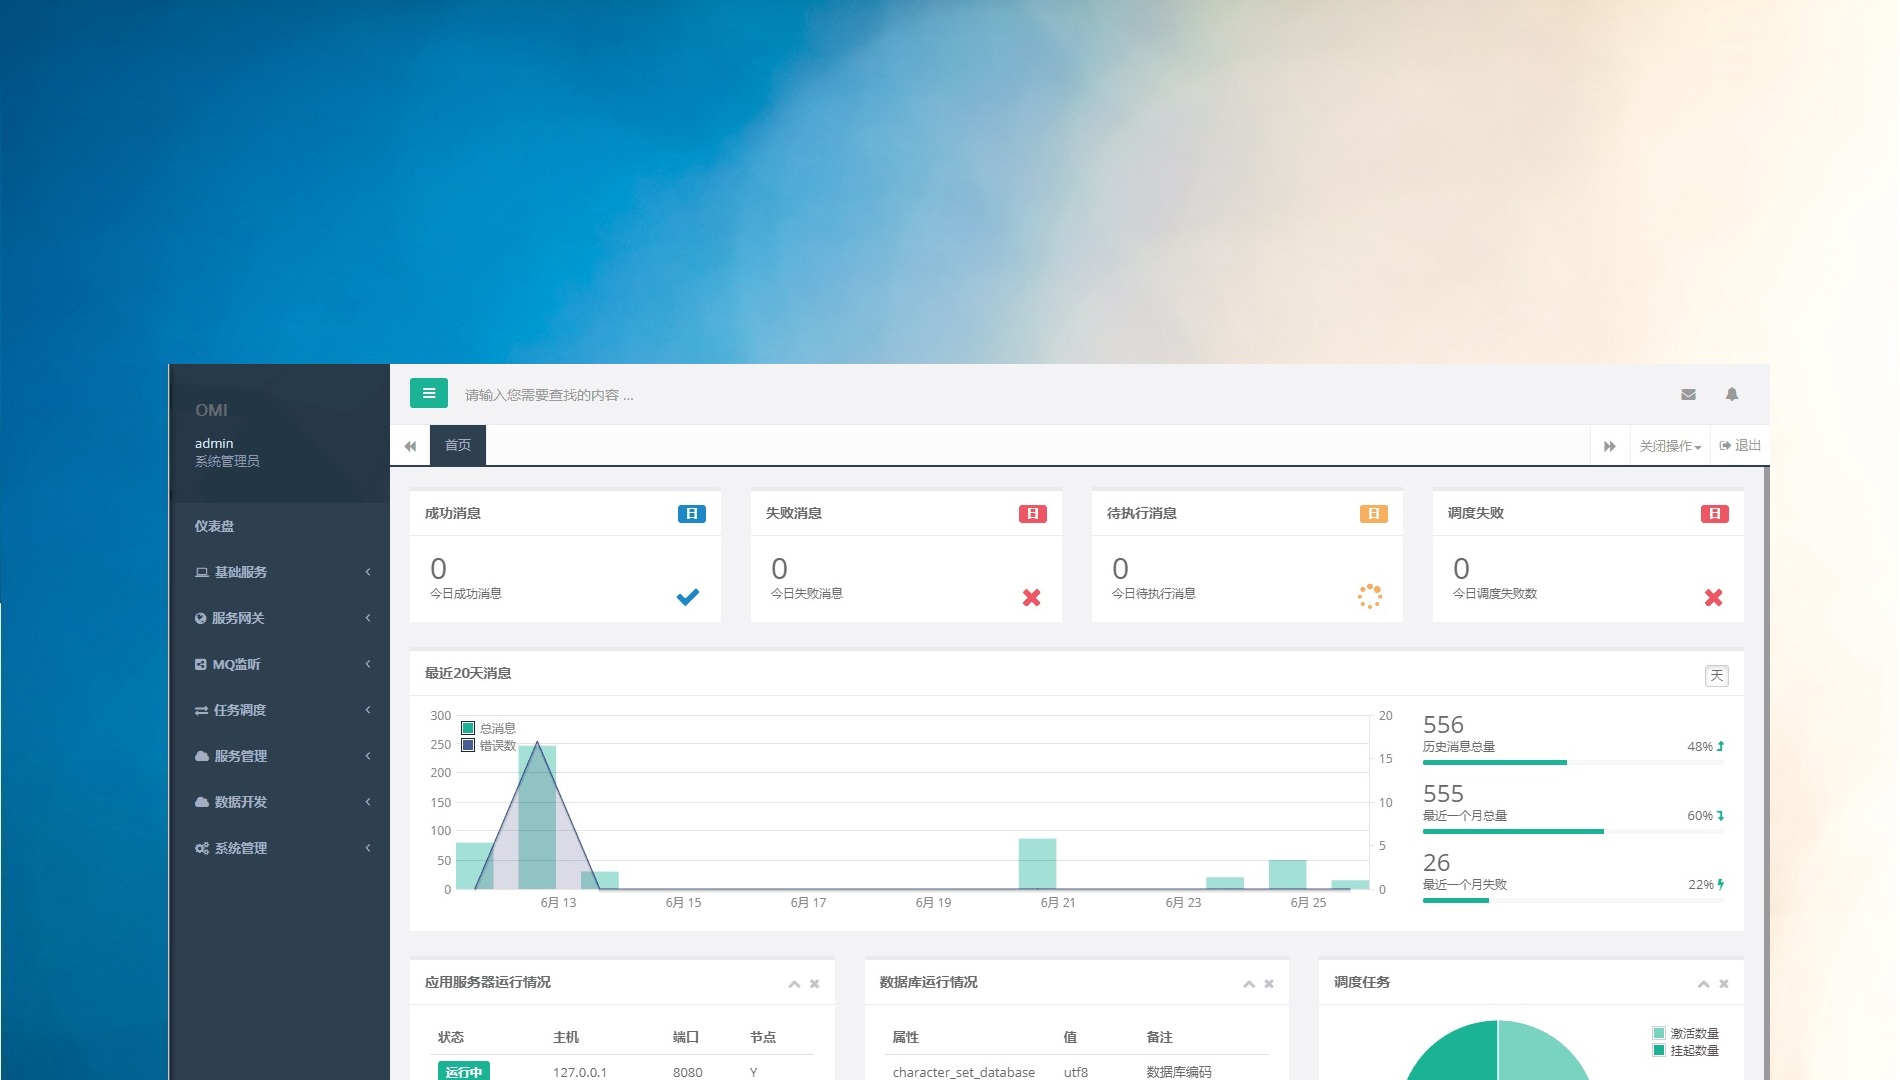 OMI
admin
系统管理员
仪表盘
基础服务
服务网关
MQ监听
任务调度
服务管理
数据开发
系统管理
请输入您需要查找的内容 ...
首页
关闭操作
退出
成功消息 日
0
今日成功消息
失败消息 日
0
今日失败消息
待执行消息 日
0
今日待执行消息
调度失败 日
0
今日调度失败数
最近20天消息 天
总消息
错误数
300
250
200
150
100
50
0
20
15
10
5
0
6月 13 6月 15 6月 17 6月 19 6月 21 6月 23 6月 25
556
历史消息总量 48%
555
最近一个月总量 60%
26
最近一个月失败 22%
应用服务器运行情况
状态 主机 端口 节点
运行中 127.0.0.1 8080 Y
数据库运行情况
属性 值 备注
character_set_database utf8 数据库编码
调度任务
激活数量
挂起数量